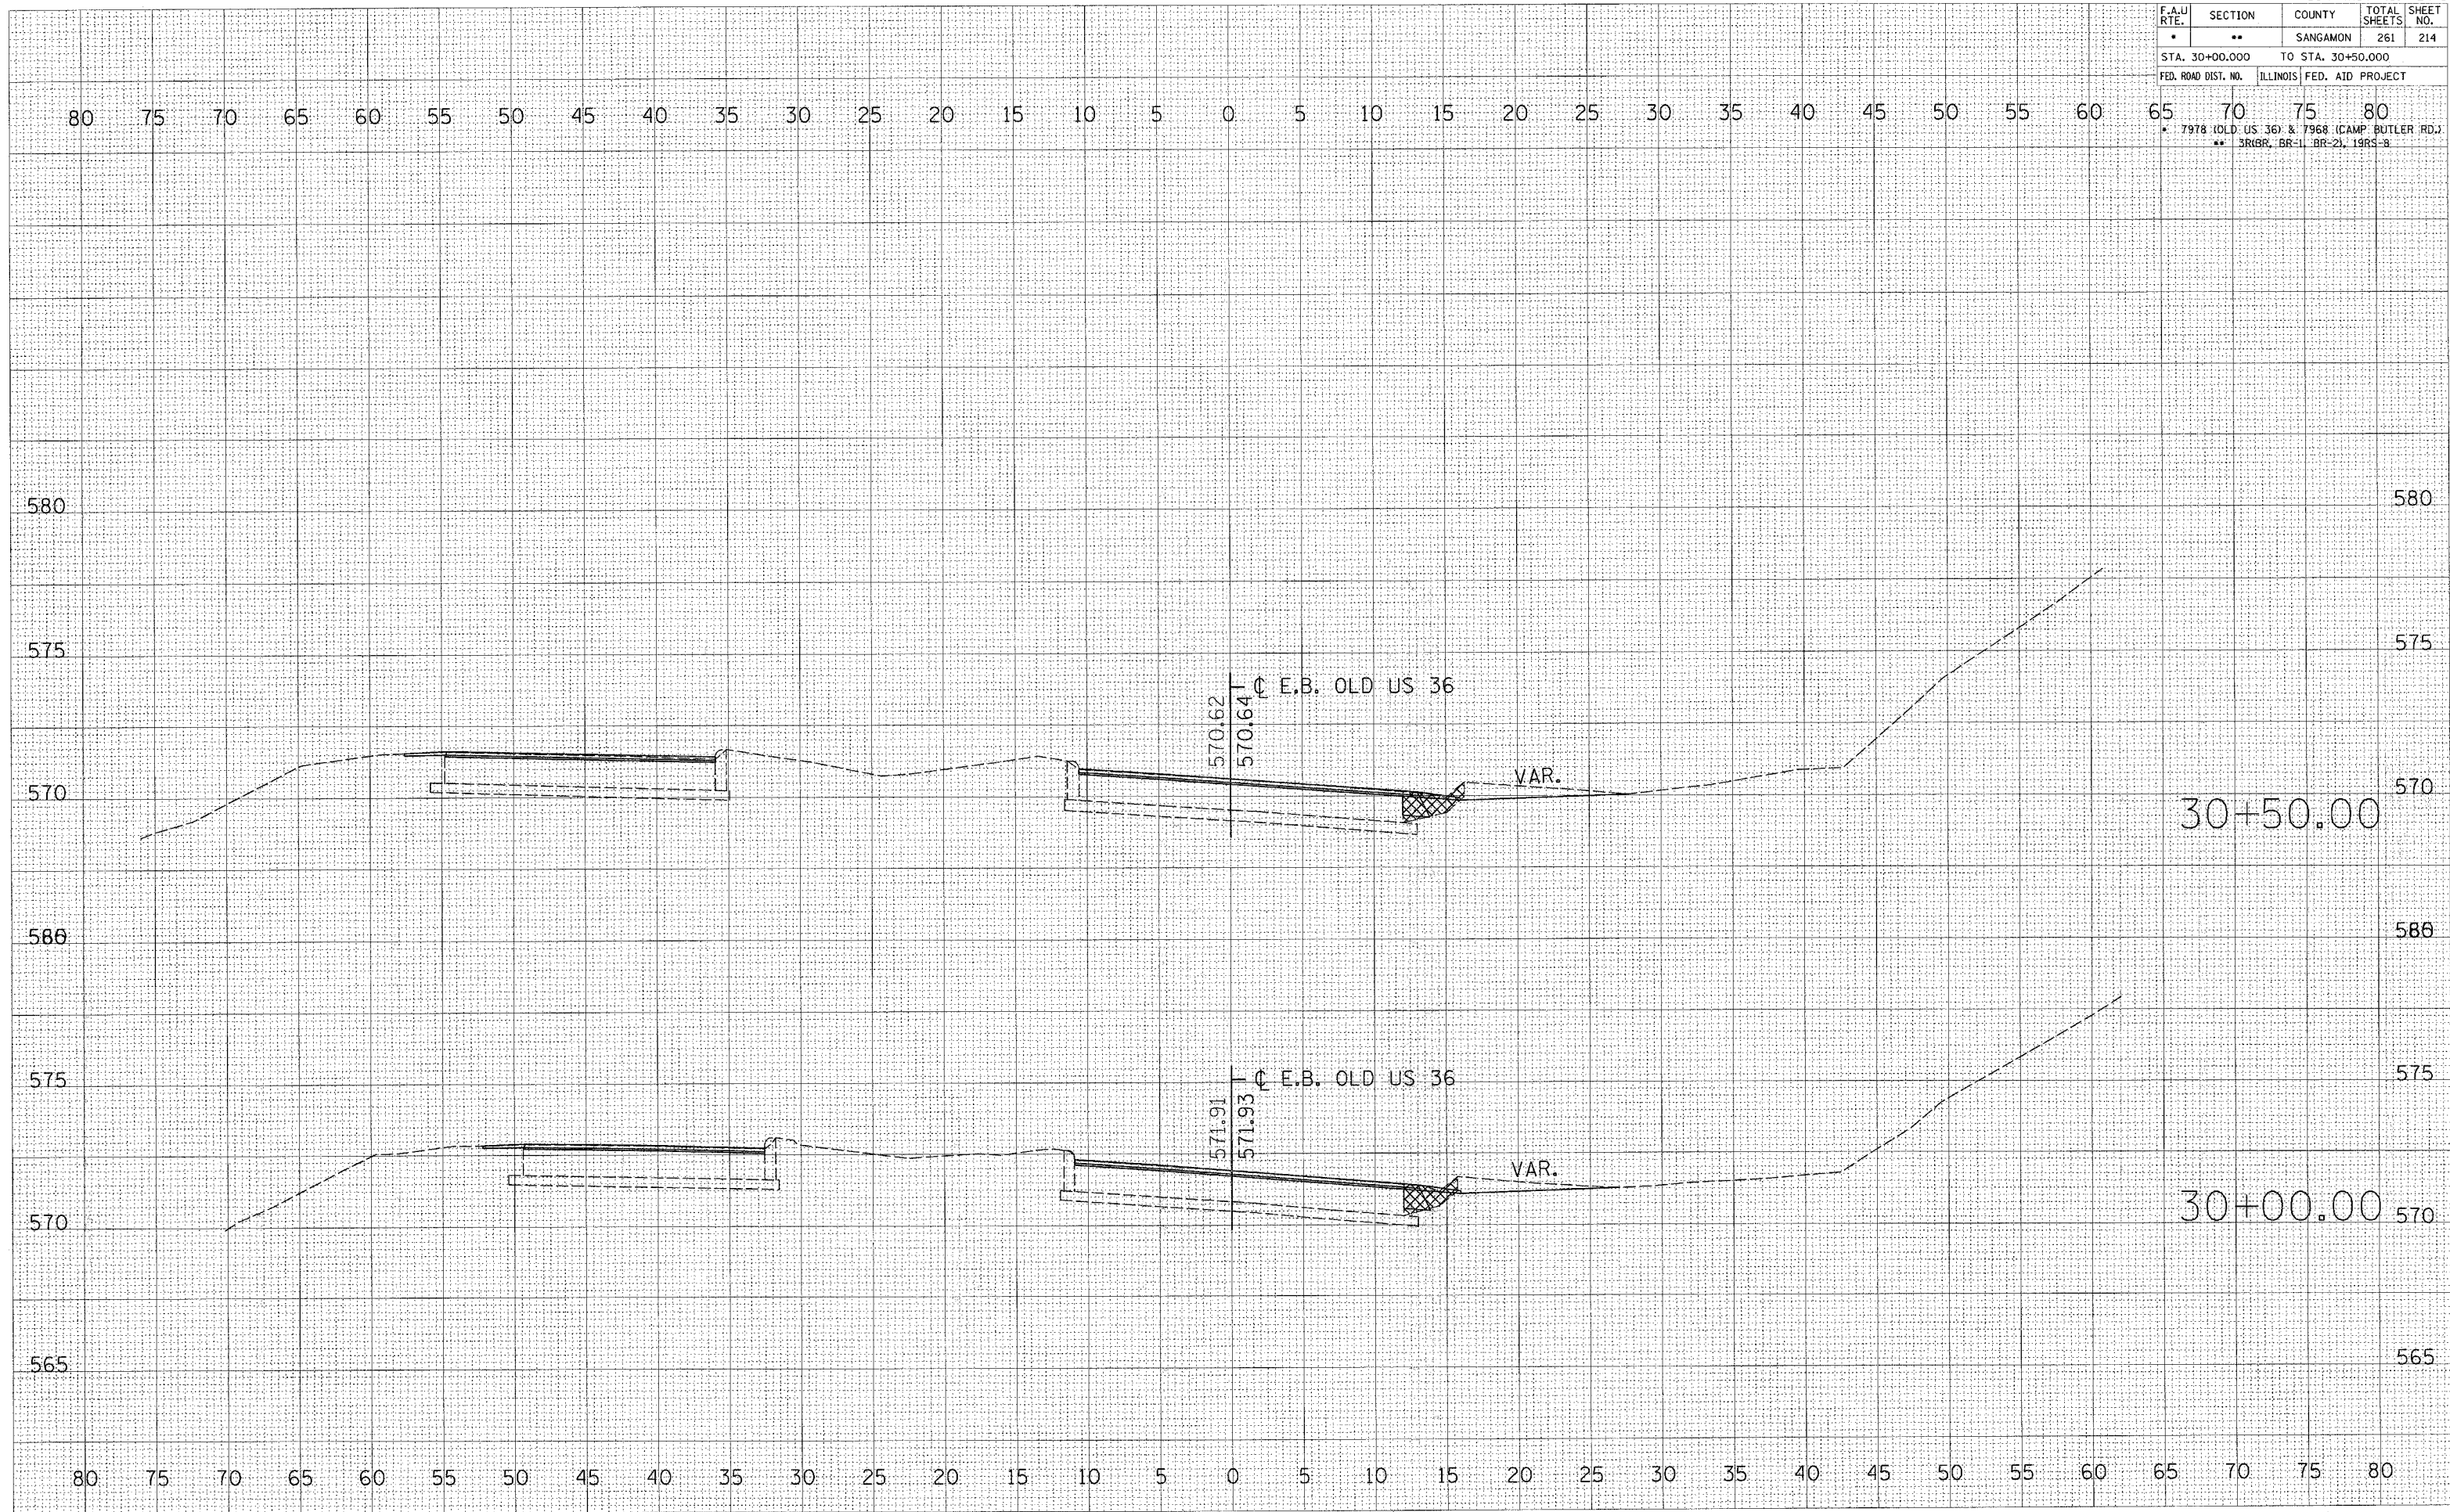 F.A.U RTE. SECTION COUNTY TOTAL SHEETS SHEET NO.
• •• SANGAMON 261 214
STA. 30+00.000 TO STA. 30+50.000
FED. ROAD DIST. NO. ILLINOIS FED. AID PROJECT
80 75 70 65 60 55 50 45 40 35 30 25 20 15 10 5 0 5 10 15 20 25 30 35 40 45 50 55 60 65 70 75 80
• 7978 (OLD US 36) & 7968 (CAMP BUTLER RD.)
•• 3R(BR, BR-1, BR-2), 19RS-8
580 580
575 575
℄ E.B. OLD US 36
570.62
570.64
VAR.
570 570
30+50.00
575 575
℄ E.B. OLD US 36
571.91
571.93
VAR.
30+00.00
570 570
565 565
80 75 70 65 60 55 50 45 40 35 30 25 20 15 10 5 0 5 10 15 20 25 30 35 40 45 50 55 60 65 70 75 80